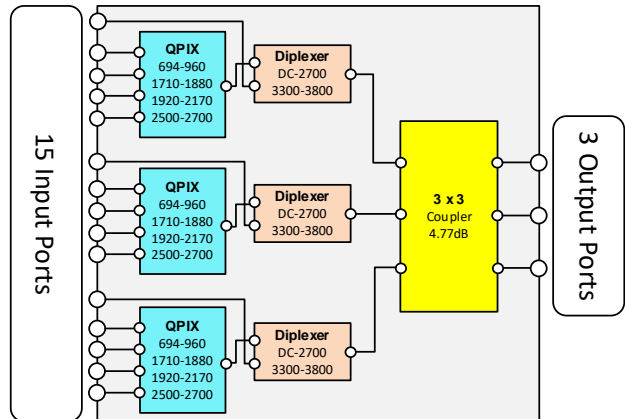 15 Input Ports
QPIX
694-960
1710-1880
1920-2170
2500-2700
Diplexer
DC-2700
3300-3800
QPIX
694-960
1710-1880
1920-2170
2500-2700
Diplexer
DC-2700
3300-3800
QPIX
694-960
1710-1880
1920-2170
2500-2700
Diplexer
DC-2700
3300-3800
3 x 3
Coupler
4.77dB
3 Output Ports